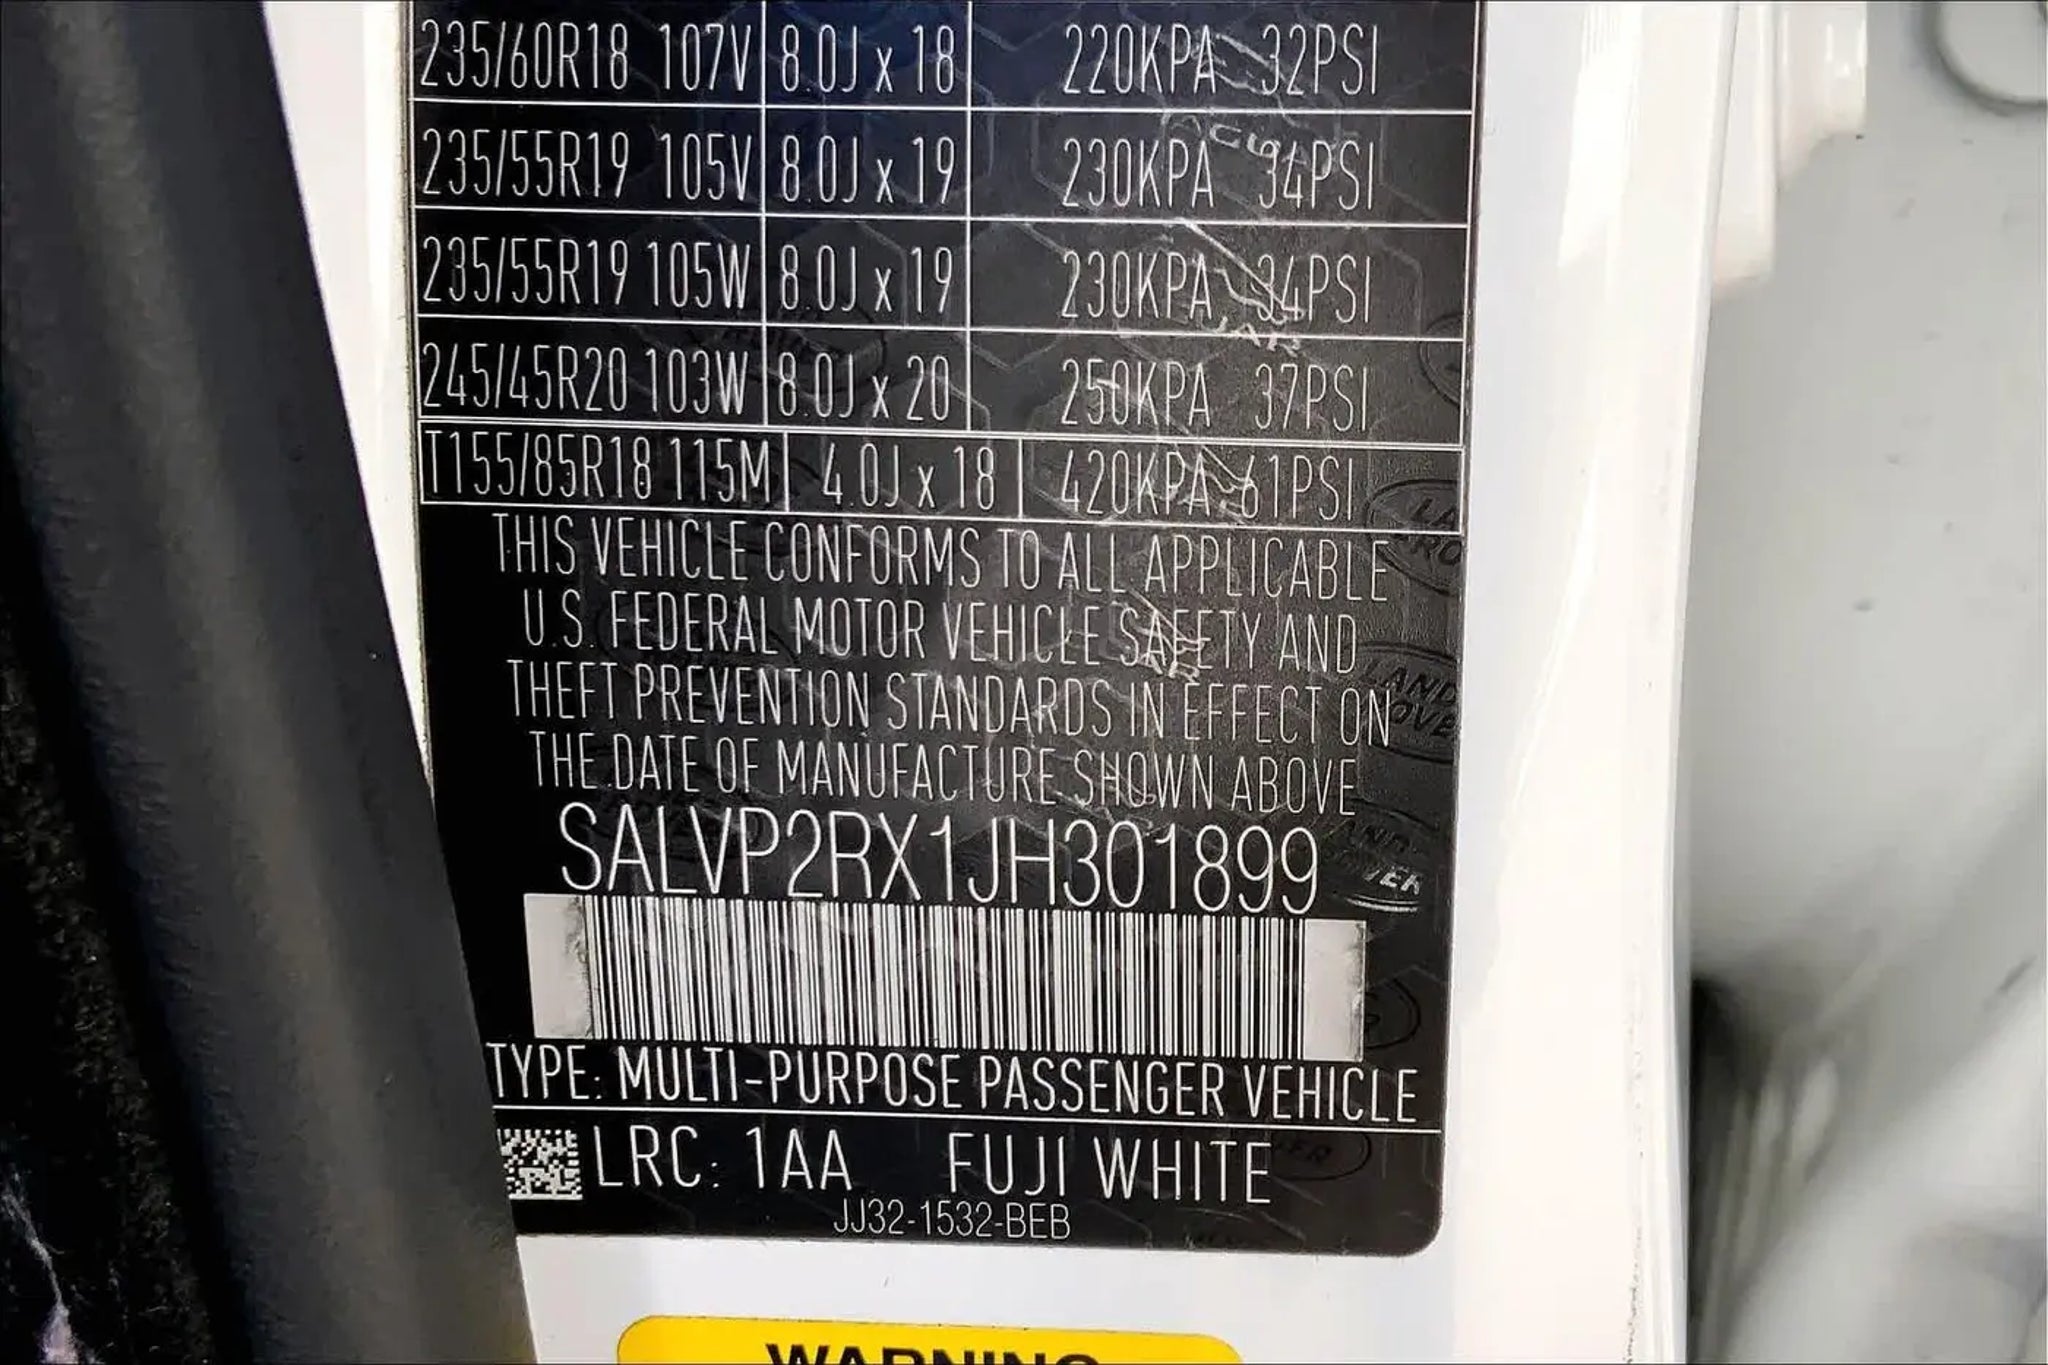 235/60R18 107V 8.0J x 18 220KPA 32PSI
235/55R19 105V 8.0J x 19 230KPA 34PSI
235/55R19 105W 8.0J x 19 230KPA 34PSI
245/45R20 103W 8.0J x 20 250KPA 37PSI
T155/85R18 115M 4.0J x 18 420KPA 61PSI
THIS VEHICLE CONFORMS TO ALL APPLICABLE
U.S. FEDERAL MOTOR VEHICLE SAFETY AND
THEFT PREVENTION STANDARDS IN EFFECT ON
THE DATE OF MANUFACTURE SHOWN ABOVE
SALVP2RX1JH301899
TYPE: MULTI-PURPOSE PASSENGER VEHICLE
LRC: 1AA FUJI WHITE
JJ32-1532-BEB
WARNING